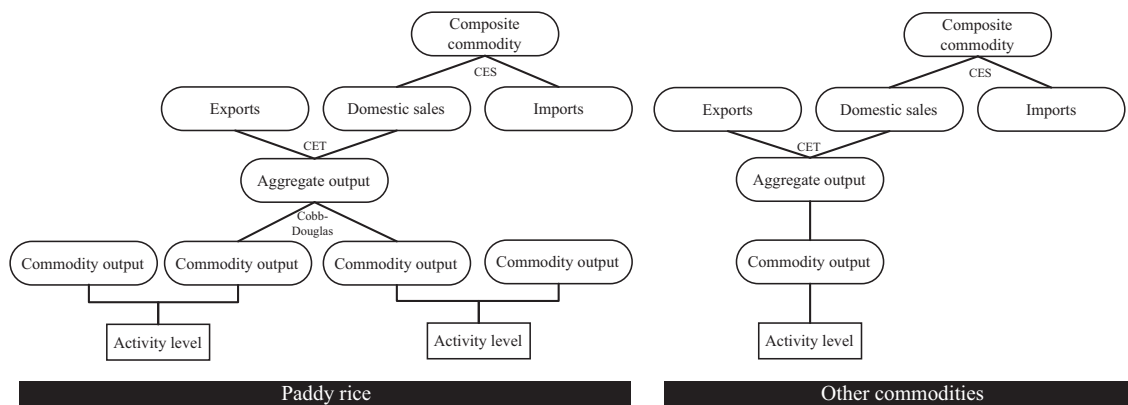 Composite
commodity
CES
Exports
Domestic sales
Imports
CET
Aggregate output
Cobb-
Douglas
Commodity output
Commodity output
Commodity output
Commodity output
Activity level
Activity level
Paddy rice
Composite
commodity
CES
Exports
Domestic sales
Imports
CET
Aggregate output
Commodity output
Activity level
Other commodities